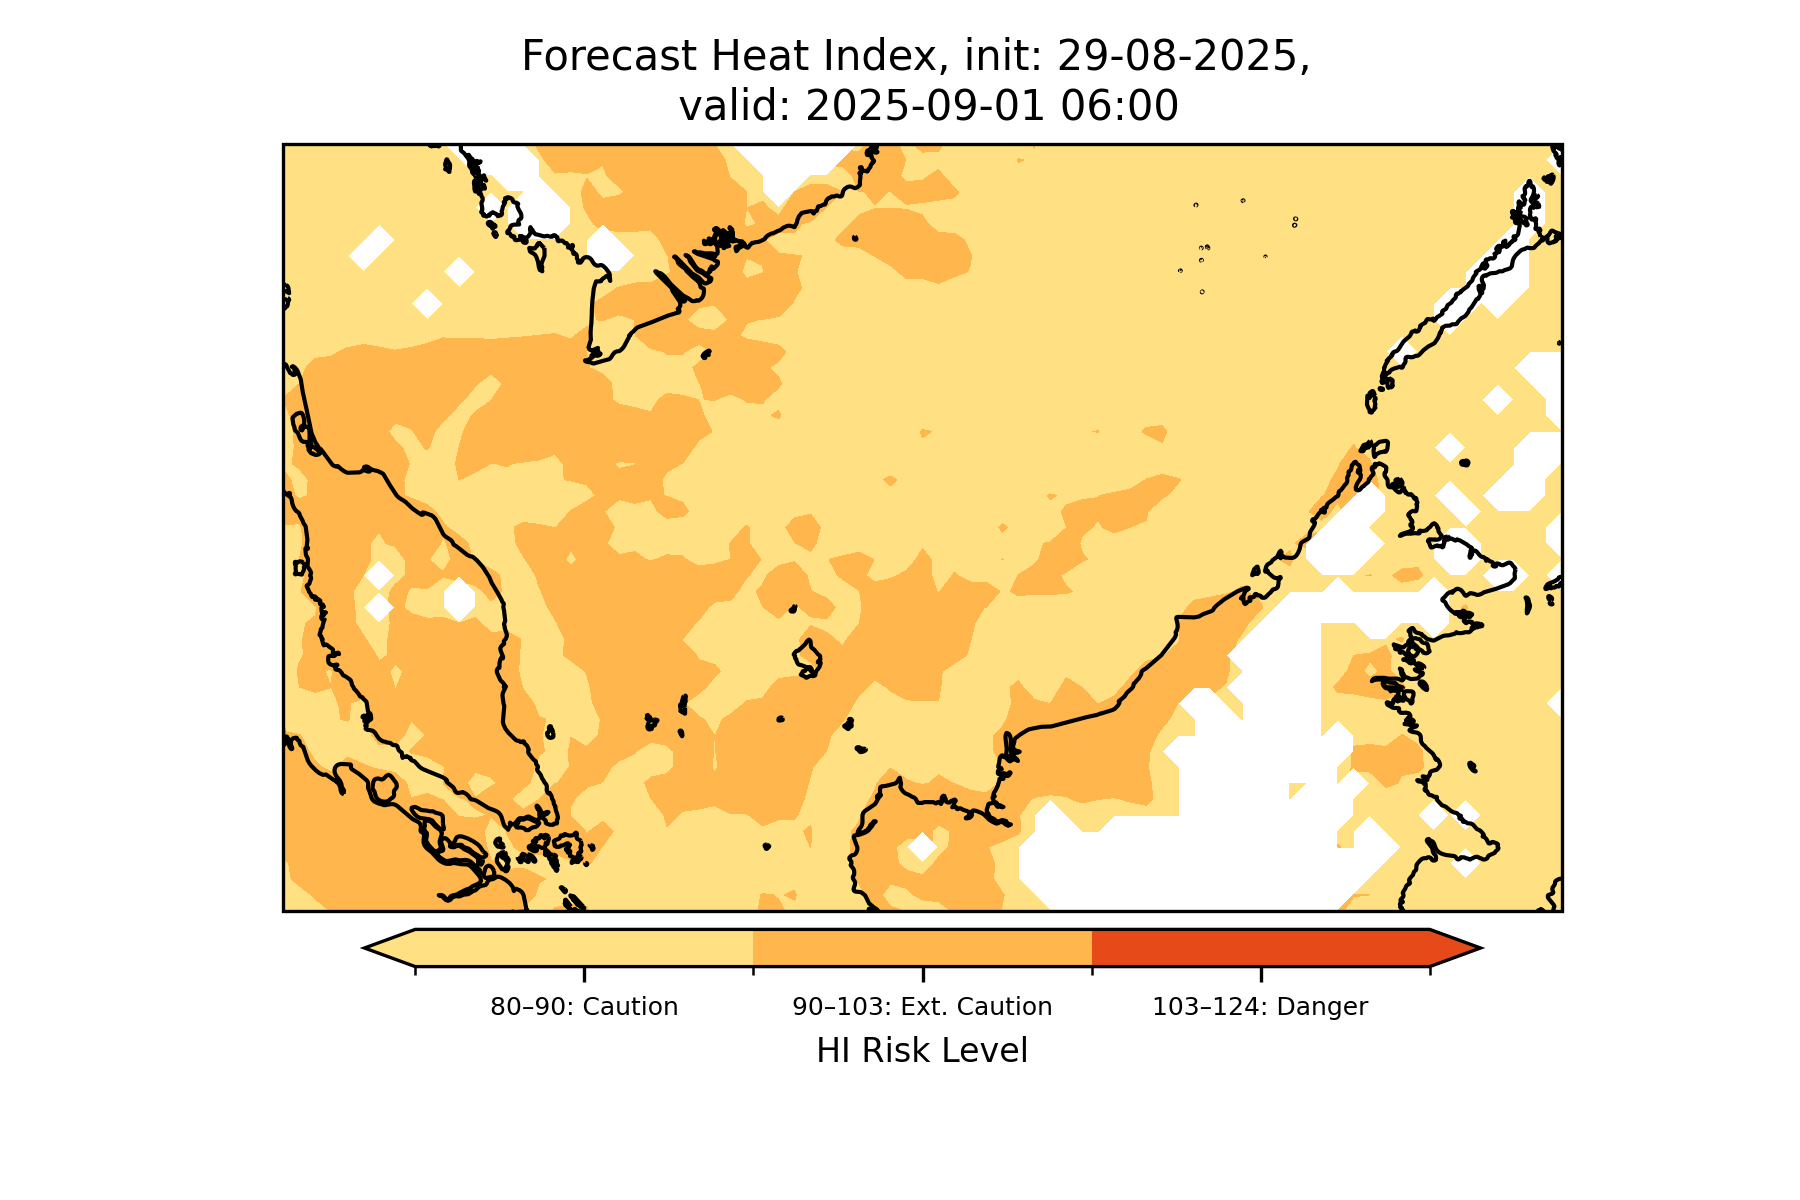 Forecast Heat Index, init: 29-08-2025,
valid: 2025-09-01 06:00
80–90: Caution
90–103: Ext. Caution
103–124: Danger
HI Risk Level